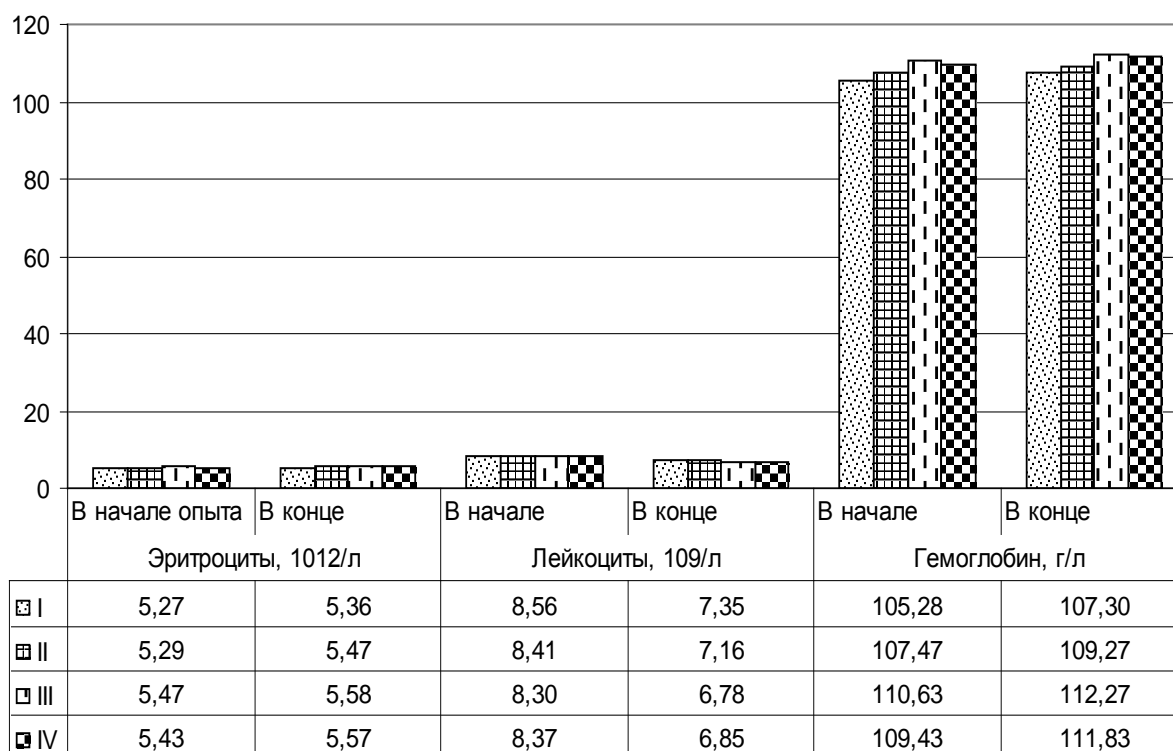 120
100
80
60
40
20
0
В начале опыта В конце В начале В конце В начале В конце
Эритроциты, 1012/л Лейкоциты, 109/л Гемоглобин, г/л
I 5,27 5,36 8,56 7,35 105,28 107,30
II 5,29 5,47 8,41 7,16 107,47 109,27
III 5,47 5,58 8,30 6,78 110,63 112,27
IV 5,43 5,57 8,37 6,85 109,43 111,83